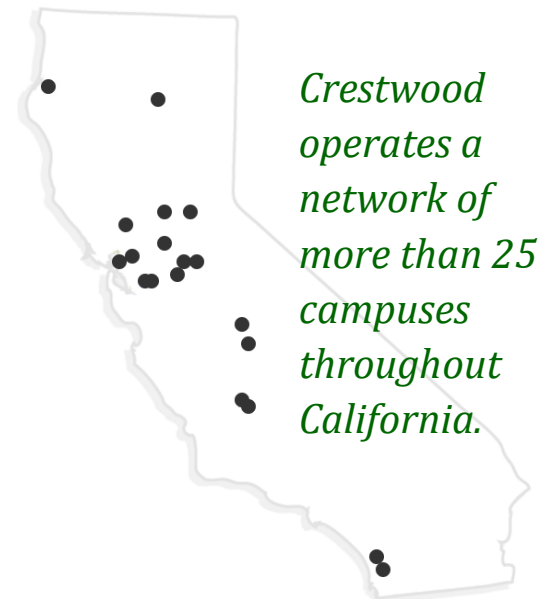 Crestwood
operates a
network of
more than 25
campuses
throughout
California.